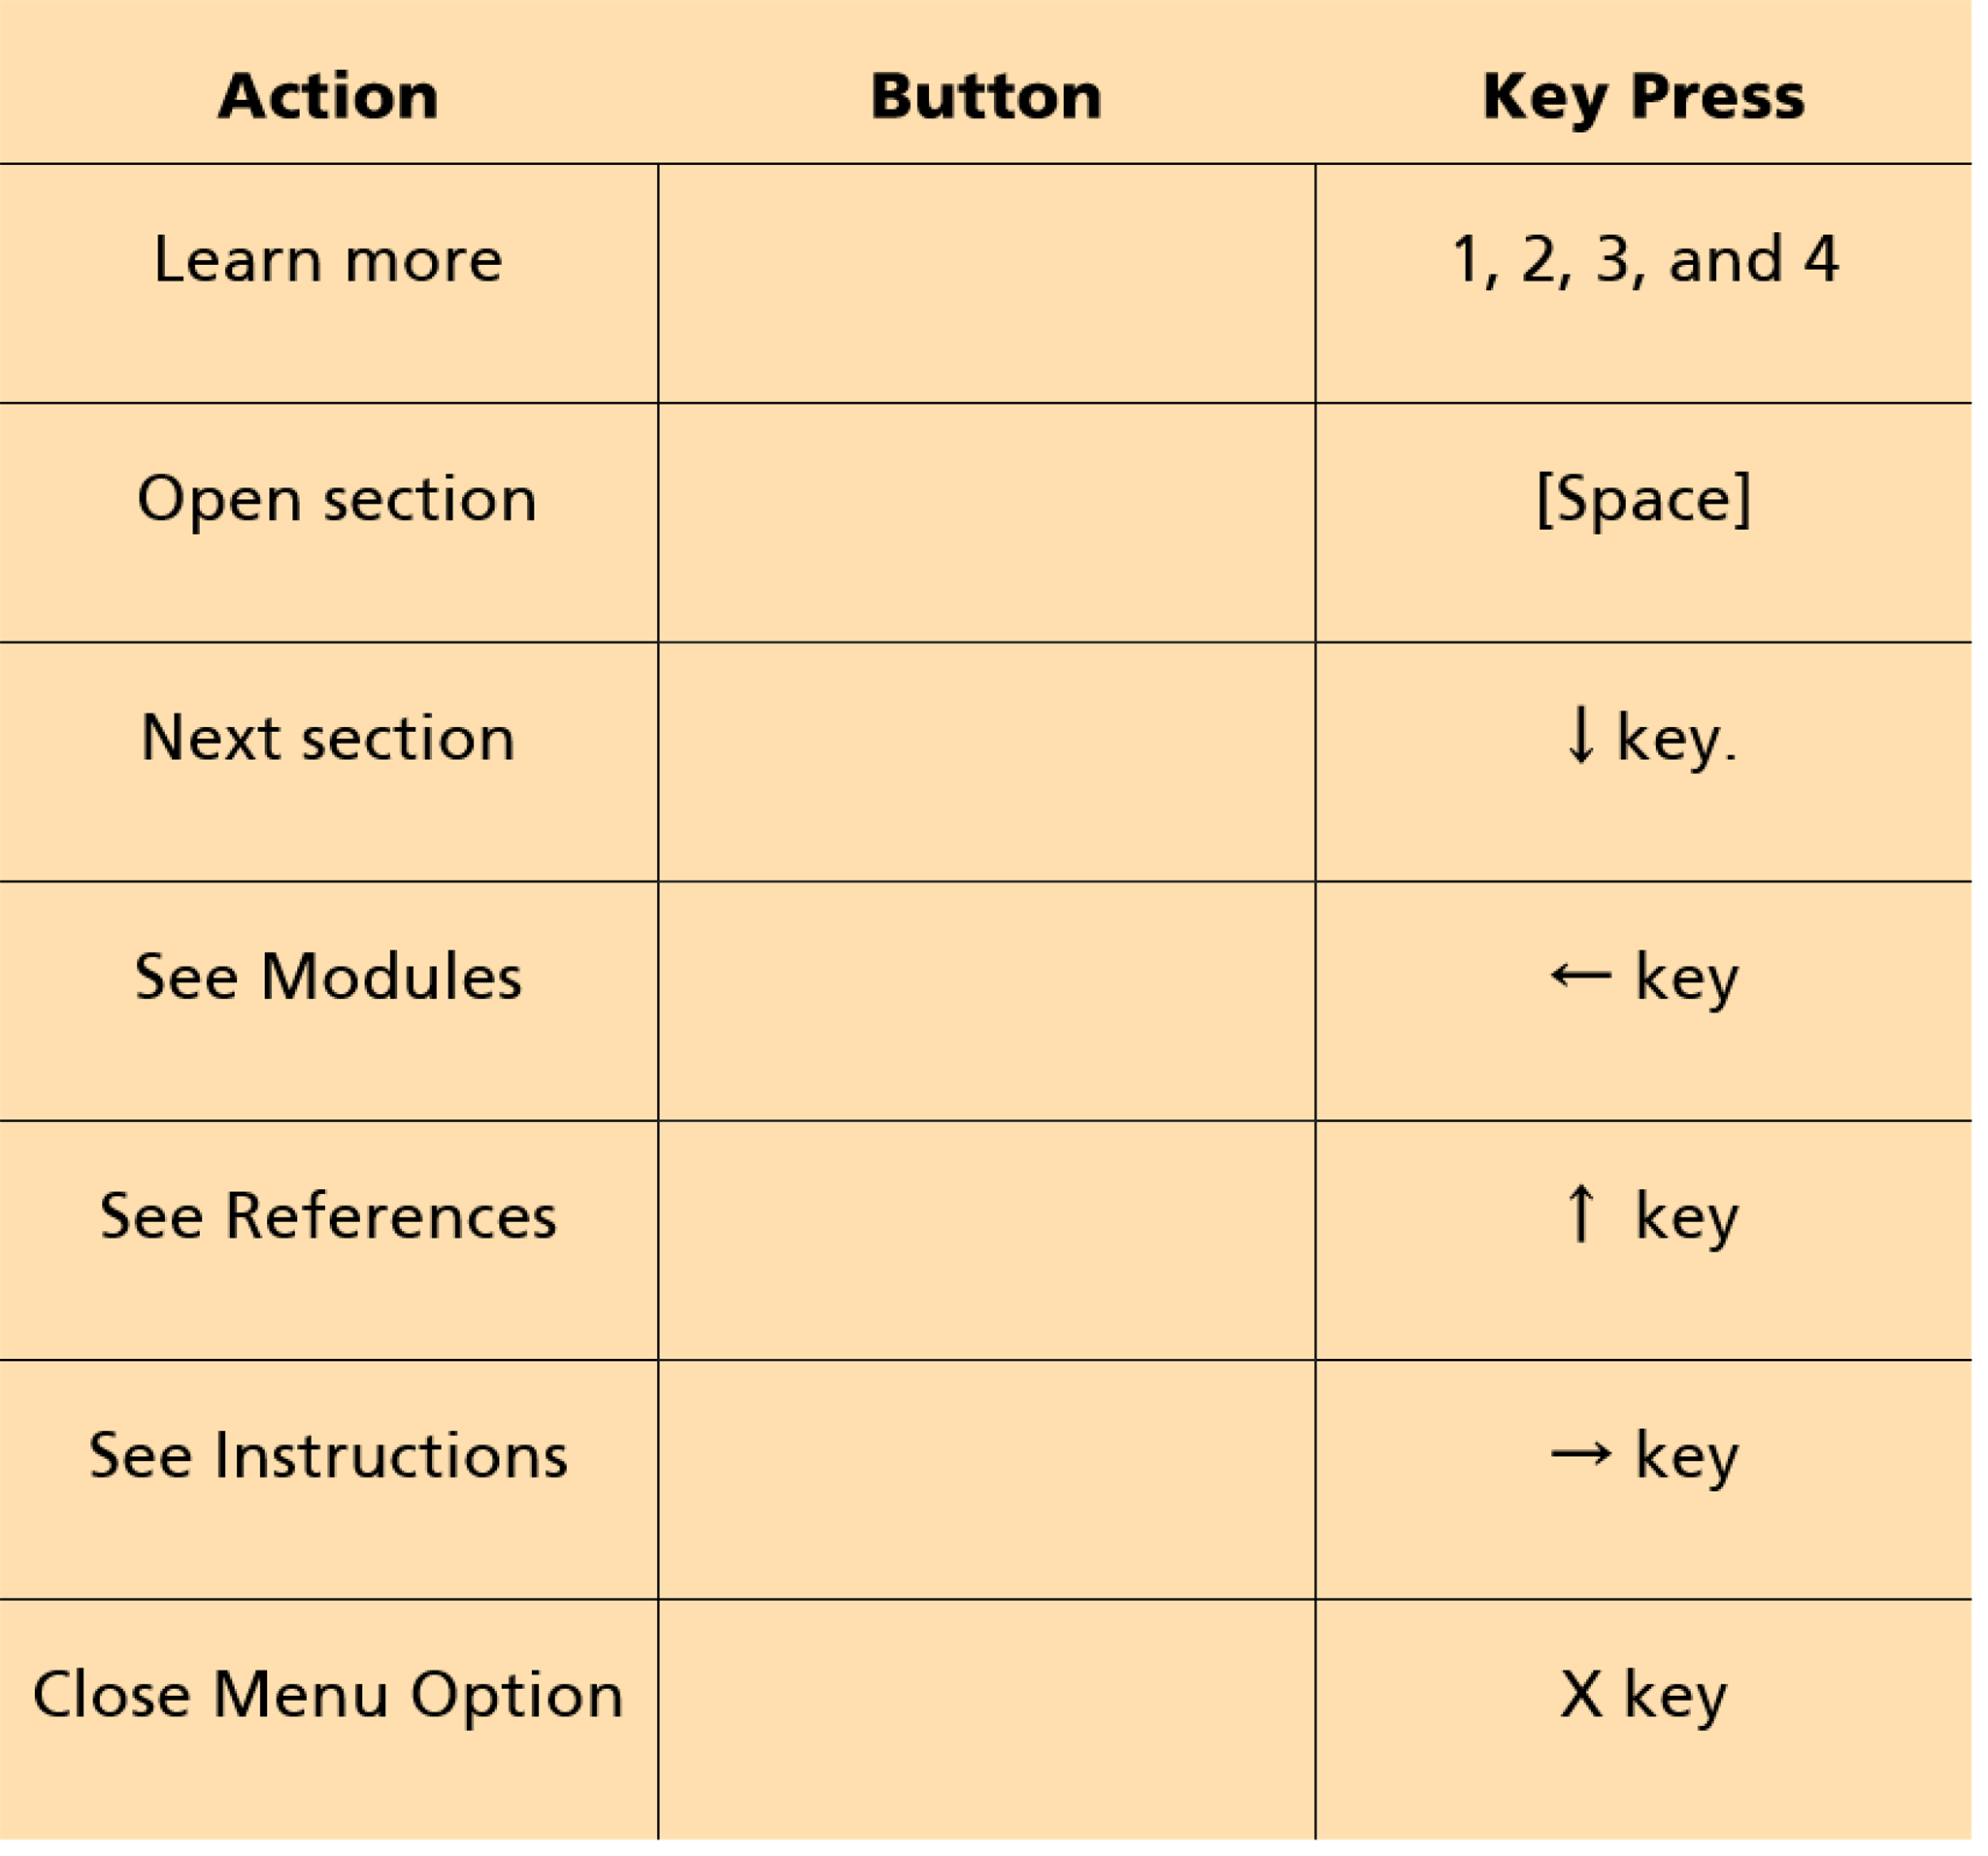 Action Button Key Press
Learn more 1, 2, 3, and 4
Open section [Space]
Next section ↓ key.
See Modules ← key
See References ↑ key
See Instructions → key
Close Menu Option X key